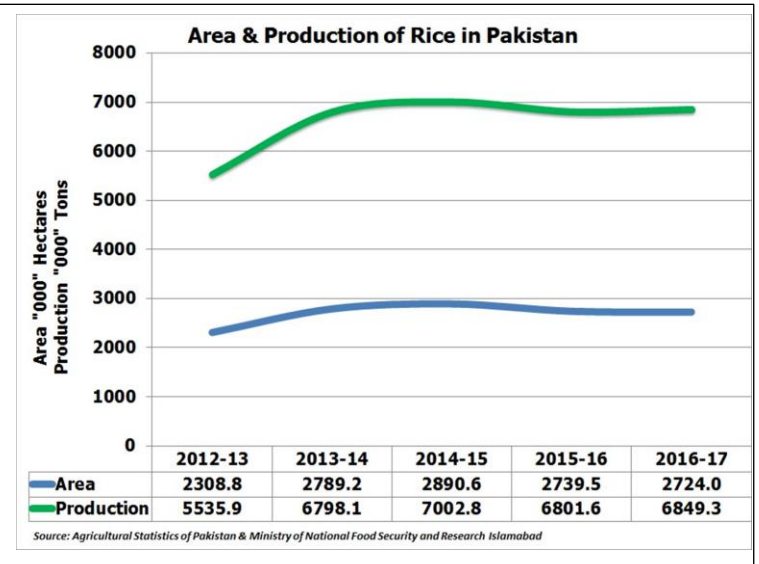 Area & Production of Rice in Pakistan
Area "000" Hectares
Production "000" Tons
8000
7000
6000
5000
4000
3000
2000
1000
0
2012-13 2013-14 2014-15 2015-16 2016-17
Area 2308.8 2789.2 2890.6 2739.5 2724.0
Production 5535.9 6798.1 7002.8 6801.6 6849.3
Source: Agricultural Statistics of Pakistan & Ministry of National Food Security and Research Islamabad